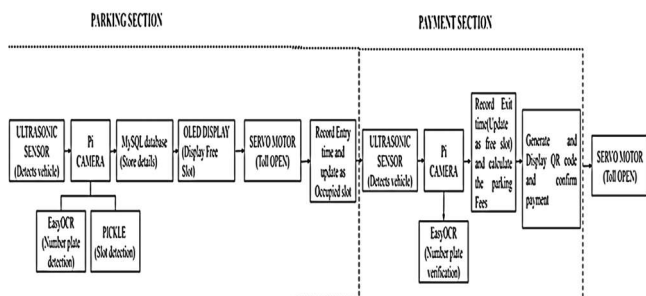 PARKING SECTION
PAYMENT SECTION
ULTRASONIC
SENSOR
(Detects vehicle)
Pi
CAMERA
MySQL database
(Store details)
OLED DISPLAY
(Display Free
Slot)
SERVO MOTOR
(Toll OPEN)
Record Entry
time and
update as
Occupied slot
EasyOCR
(Number plate
detection)
PICKLE
(Slot detection)
ULTRASONIC
SENSOR
(Detects vehicle)
Pi
CAMERA
Record Exit
time(Update
as free slot)
and calculate
the parking
Fees
Generate and
Display QR code
and confirm
payment
SERVO MOTOR
(Toll OPEN)
EasyOCR
(Number plate
verification)